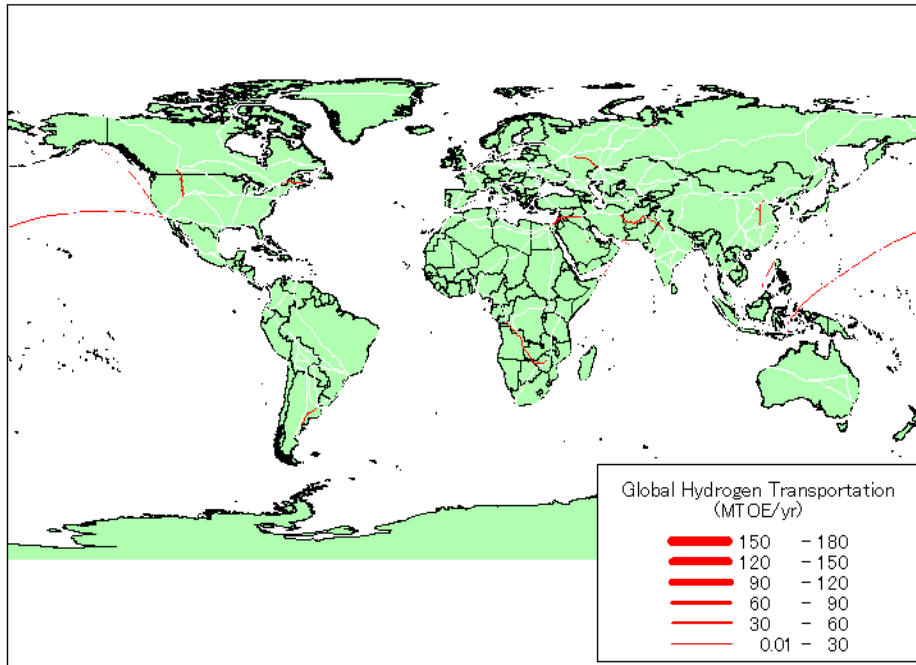 Global Hydrogen Transportation
(MTOE/yr)
150 - 180
120 - 150
90 - 120
60 - 90
30 - 60
0.01 - 30